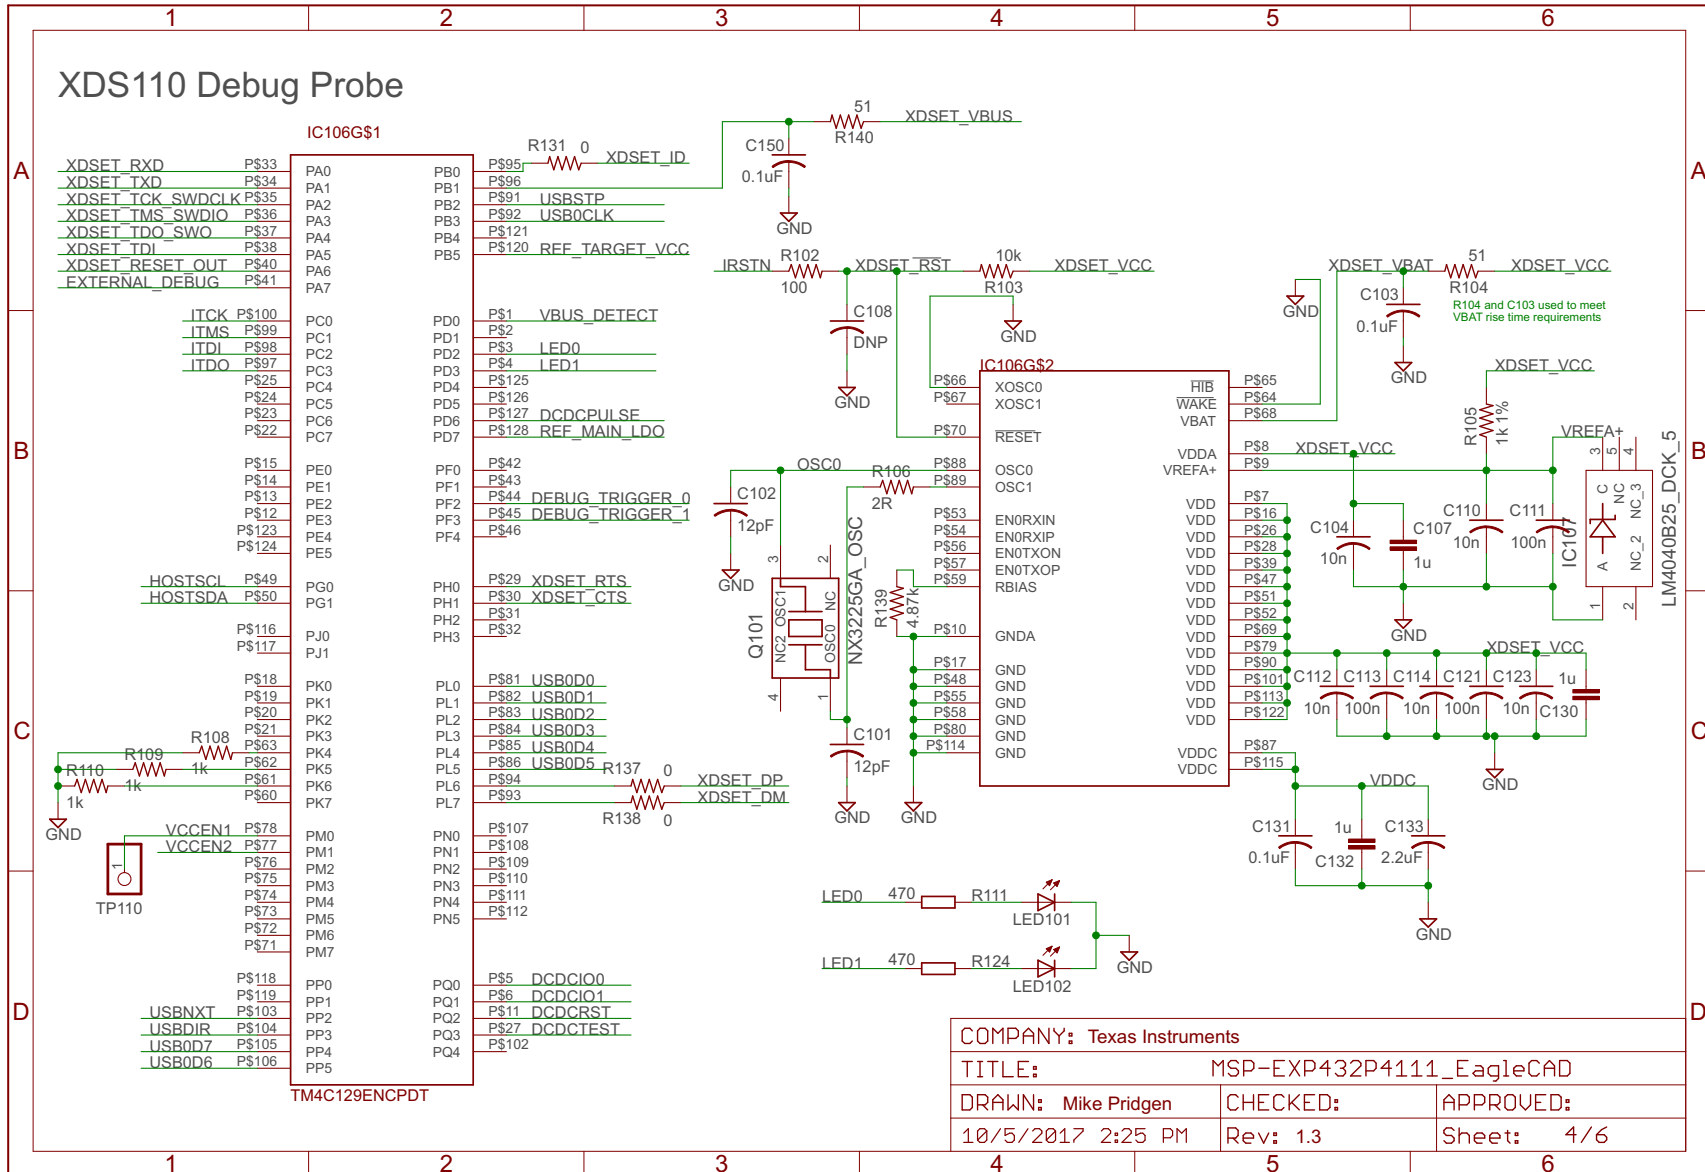 1 2 3 4 5 6
XDS110 Debug Probe
A
A
B
B
C
C
D
D
IC106G$1
XDSET_RXD P$33 PA0
XDSET_TXD P$34 PA1
XDSET_TCK_SWDCLK P$35 PA2
XDSET_TMS_SWDIO P$36 PA3
XDSET_TDO_SWO P$37 PA4
XDSET_TDI P$38 PA5
XDSET_RESET_OUT P$40 PA6
EXTERNAL_DEBUG P$41 PA7
ITCK P$100 PC0
ITMS P$99 PC1
ITDI P$98 PC2
ITDO P$97 PC3
P$25 PC4
P$24 PC5
P$23 PC6
P$22 PC7
P$15 PE0
P$14 PE1
P$13 PE2
P$12 PE3
P$123 PE4
P$124 PE5
HOSTSCL P$49 PG0
HOSTSDA P$50 PG1
P$116 PJ0
P$117 PJ1
P$18 PK0
P$19 PK1
P$20 PK2
P$21 PK3
R108 P$63 PK4
1k
R109 P$62 PK5
1k
R110 P$61 PK6
1k
P$60 PK7
GND
VCCEN1 P$78 PM0
VCCEN2 P$77 PM1
P$76 PM2
P$75 PM3
P$74 PM4
P$73 PM5
P$72 PM6
P$71 PM7
1
TP110
P$118 PP0
P$119 PP1
USBNXT P$103 PP2
USBDIR P$104 PP3
USB0D7 P$105 PP4
USB0D6 P$106 PP5
TM4C129ENCPDT
PB0 P$95 R131 0 XDSET_ID
PB1 P$96
PB2 P$91 USBSTP
PB3 P$92 USB0CLK
PB4 P$121
PB5 P$120 REF_TARGET_VCC
PD0 P$1 VBUS_DETECT
PD1 P$2
PD2 P$3 LED0
PD3 P$4 LED1
PD4 P$125
PD5 P$126
PD6 P$127 DCDCPULSE
PD7 P$128 REF_MAIN_LDO
PF0 P$42
PF1 P$43
PF2 P$44 DEBUG_TRIGGER_0
PF3 P$45 DEBUG_TRIGGER_1
PF4 P$46
PH0 P$29 XDSET_RTS
PH1 P$30 XDSET_CTS
PH2 P$31
PH3 P$32
PL0 P$81 USB0D0
PL1 P$82 USB0D1
PL2 P$83 USB0D2
PL3 P$84 USB0D3
PL4 P$85 USB0D4
PL5 P$86 USB0D5
PL6 P$94 R137 0 XDSET_DP
PL7 P$93 R138 0 XDSET_DM
PN0 P$107
PN1 P$108
PN2 P$109
PN3 P$110
PN4 P$111
PN5 P$112
PQ0 P$5 DCDCIO0
PQ1 P$6 DCDCIO1
PQ2 P$11 DCDCRST
PQ3 P$27 DCDCTEST
PQ4 P$102
51
R140
XDSET_VBUS
C150
0.1uF
GND
IRSTN
R102
100
XDSET_RST
10k
R103
XDSET_VCC
C108
DNP
GND
GND
OSC0
C102
12pF
GND
R106
2R
Q101
NX3225GA_OSC
3
2
OSC1
NC
NC2
OSC0
4
1
R139
4.87k
C101
12pF
GND
GND
IC106G$2
P$66 XOSC0
P$67 XOSC1
P$70 RESET
P$88 OSC0
P$89 OSC1
P$53 EN0RXIN
P$54 EN0RXIP
P$56 EN0TXON
P$57 EN0TXOP
P$59 RBIAS
P$10 GNDA
P$17 GND
P$48 GND
P$55 GND
P$58 GND
P$80 GND
P$114 GND
HIB P$65
WAKE P$64
VBAT P$68
VDDA P$8 XDSET_VCC
VREFA+ P$9
VDD P$7
VDD P$16
VDD P$26
VDD P$28
VDD P$39
VDD P$47
VDD P$51
VDD P$52
VDD P$69
VDD P$79
VDD P$90
VDD P$101
VDD P$113
VDD P$122
VDDC P$87
VDDC P$115
GND
XDSET_VBAT
51
R104
XDSET_VCC
C103
0.1uF
R104 and C103 used to meet
VBAT rise time requirements
GND
XDSET_VCC
R105
1k 1%
VREFA+
3
5
4
C
NC
NC_3
A
NC_2
1
2
IC107
LM4040B25_DCK_5
C104
10n
C107
1u
C110
10n
C111
100n
GND
XDSET_VCC
C112
10n
C113
100n
C114
10n
C121
100n
C123
10n
1u
C130
GND
VDDC
C131
0.1uF
1u
C132
C133
2.2uF
GND
LED0 470 R111
LED101
LED1 470 R124
LED102
GND
COMPANY: Texas Instruments
TITLE: MSP-EXP432P4111_EagleCAD
DRAWN: Mike Pridgen CHECKED: APPROVED:
10/5/2017 2:25 PM Rev: 1.3 Sheet: 4/6
1 2 3 4 5 6